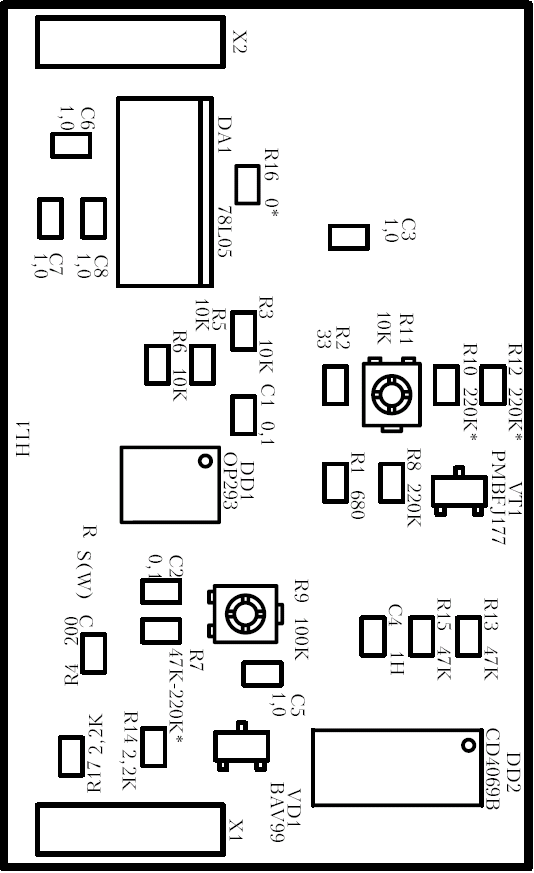 X2
C6
1,0
DA1
78L05
R16 0*
C3
1,0
C7
1,0
C8
1,0
R5
10K
R3 10K
R6 10K
R2
33
R11
10K
R10 220K*
R12 220K*
C1 0,1
HL1
DD1
OP293
R1 680
R8 220K
VT1
PMBFJ177
R S(W) C
C2
0,1
R9 100K
R4 200
R7
47K-220K*
C4 1H
R15 47K
R13 47K
C5
1,0
R17 2,2K
R14 2,2K
VD1
BAV99
DD2
CD4069B
X1